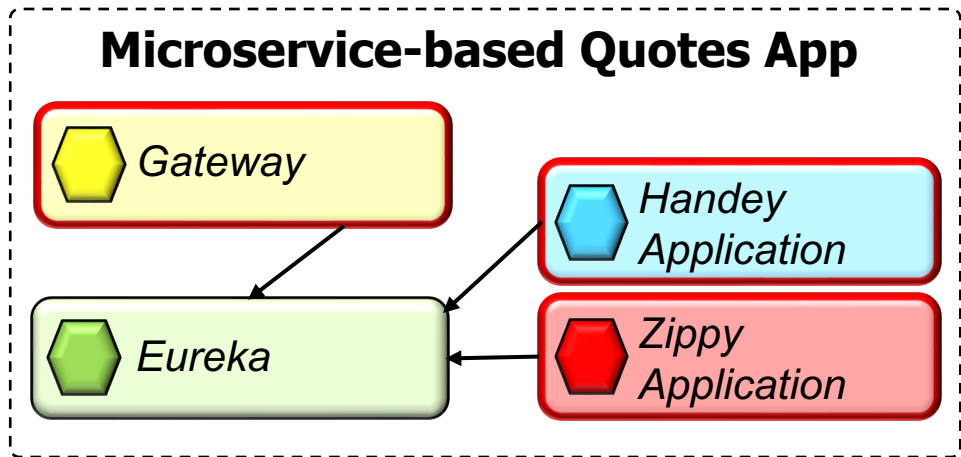 Microservice-based Quotes App
Gateway
Handey
Application
Eureka
Zippy
Application